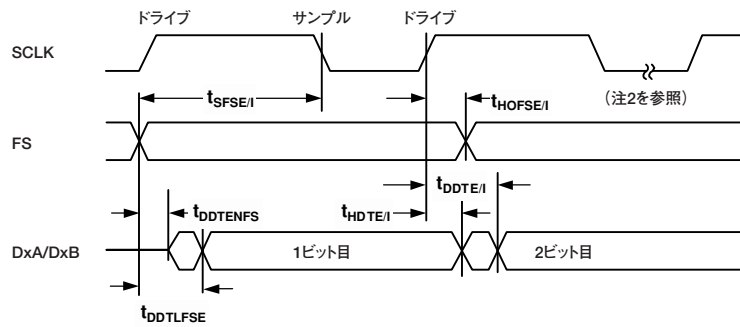 ドライブ サンプル ドライブ
SCLK
tSFSE/I tHOFSE/I (注2を参照)
FS
tDDTE/I
tDDTENFS tHDTE/I
DxA/DxB 1ビット目 2ビット目
tDDTLFSE